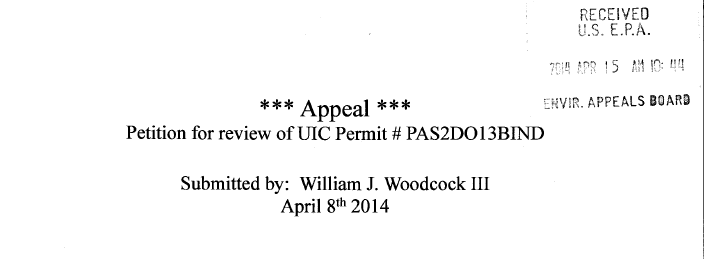 RECEIVED
U.S. E.P.A.
2014 APR 15 AM 10: 44
ENVIR. APPEALS BOARD
*** Appeal ***
Petition for review of UIC Permit # PAS2DO13BIND
Submitted by: William J. Woodcock III
April 8th 2014